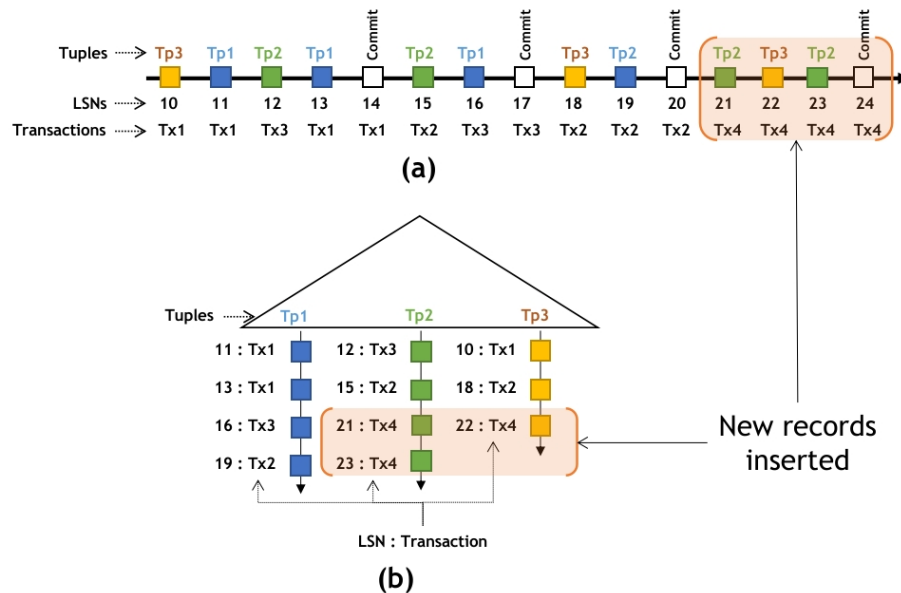 Commit Commit Commit Commit
Tuples Tp3 Tp1 Tp2 Tp1 Tp2 Tp1 Tp3 Tp2 Tp2 Tp3 Tp2
LSNs 10 11 12 13 14 15 16 17 18 19 20 21 22 23 24
Transactions Tx1 Tx1 Tx3 Tx1 Tx1 Tx2 Tx3 Tx3 Tx2 Tx2 Tx2 Tx4 Tx4 Tx4 Tx4
(a)
Tuples Tp1 Tp2 Tp3
11 : Tx1 12 : Tx3 10 : Tx1
13 : Tx1 15 : Tx2 18 : Tx2
16 : Tx3 21 : Tx4 22 : Tx4
19 : Tx2 23 : Tx4
New records
inserted
LSN : Transaction
(b)